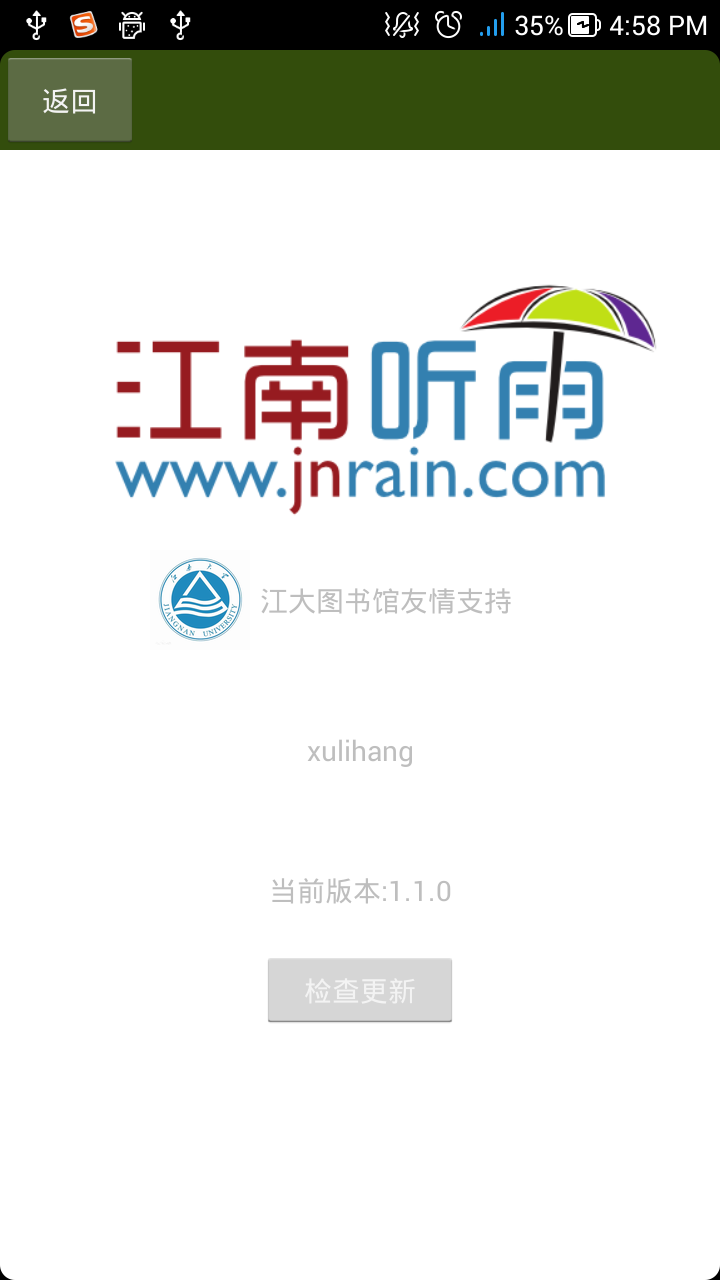 35% 4:58 PM
返回
江南听雨
www.jnrain.com
JIANGNAN UNIVERSITY
江大图书馆友情支持
xulihang
当前版本:1.1.0
检查更新